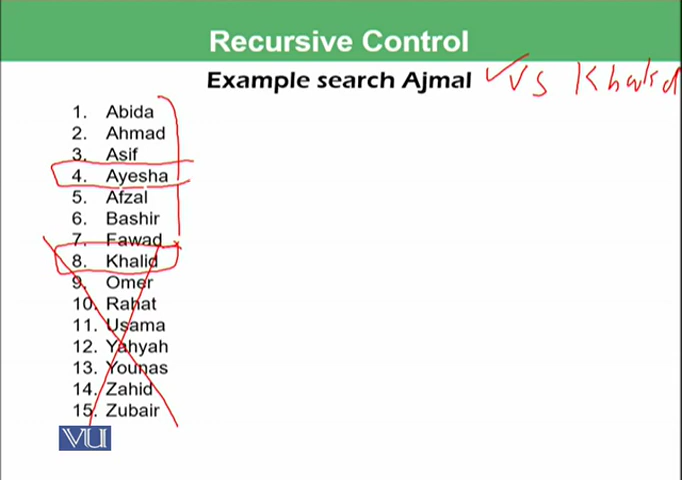 Recursive Control
Example search Ajmal VS Khalid
1. Abida
2. Ahmad
3. Asif
4. Ayesha
5. Afzal
6. Bashir
7. Fawad
8. Khalid
9. Omer
10. Rahat
11. Usama
12. Yahyah
13. Younas
14. Zahid
15. Zubair
VU